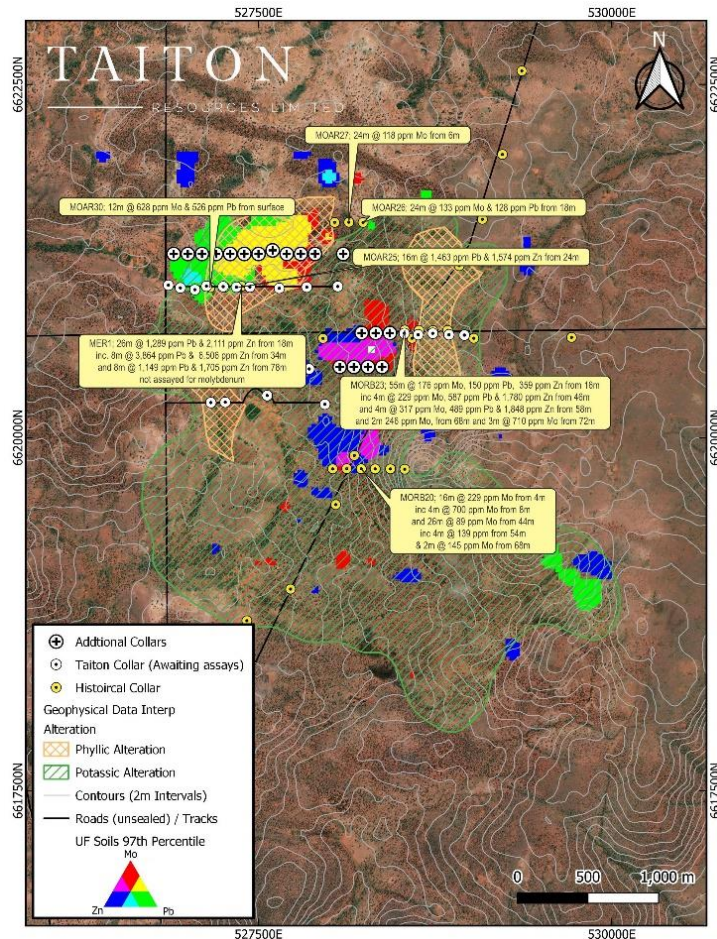 527500E
530000E
TAITON
RESOURCES LIMITED
N
6622500N
6622500N
MOAR27: 24m @ 118 ppm Mo from 6m
MOAR30: 12m @ 628 ppm Mo & 526 ppm Pb from surface
MOAR26: 24m @ 133 ppm Mo & 128 ppm Pb from 18m
MOAR25: 16m @ 1,463 ppm Pb & 1,574 ppm Zn from 24m
MER1: 26m @ 1,289 ppm Pb & 2,111 ppm Zn from 18m
inc. 8m @ 3,864 ppm Pb & 6,506 ppm Zn from 34m
and 8m @ 1,149 ppm Pb & 1,705 ppm Zn from 78m
not assayed for molybdenum
MORB23; 55m @ 176 ppm Mo, 150 ppm Pb, 359 ppm Zn from 18m
inc 4m @ 229 ppm Mo, 587 ppm Pb & 1.780 ppm Zn from 46m
and 4m @ 317 ppm Mo, 489 ppm Pb & 1,848 ppm Zn from 58m
and 2m 246 ppm Mo, from 68m and 3m @ 710 ppm Mo from 72m
6620000N
6620000N
MORB20; 16m @ 229 ppm Mo from 4m
inc 4m @ 700 ppm Mo from 8m
and 26m @ 89 ppm Mo from 44m
inc 4m @ 139 ppm from 54m
& 2m @ 145 ppm Mo from 68m
Addtional Collars
Taiton Collar (Awaiting assays)
Histoircal Collar
Geophysical Data Interp
Alteration
Phyllic Alteration
Potassic Alteration
Contours (2m Intervals)
Roads (unsealed) / Tracks
UF Soils 97th Percentile
Mo
Zn
Pb
6617500N
6617500N
0 500 1,000 m
527500E
530000E